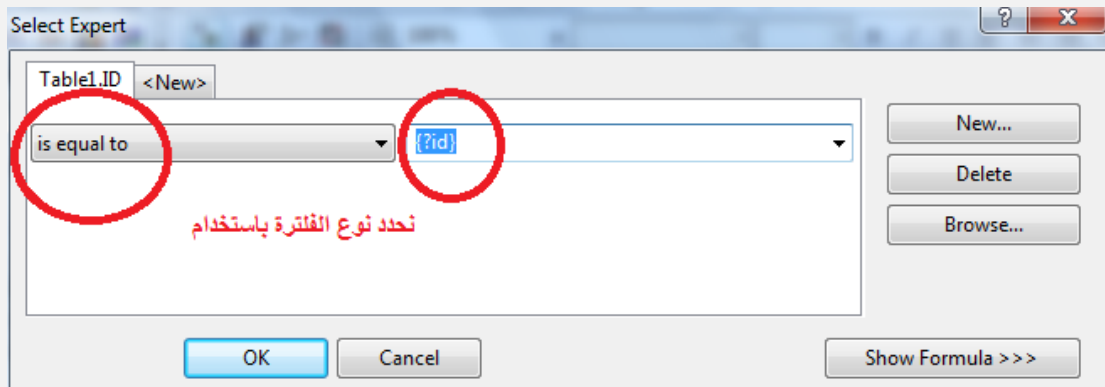 Select Expert
Table1.ID
<New>
is equal to
{?id}
New...
Delete
Browse...
نحدد نوع الفلترة باستخدام
OK
Cancel
Show Formula >>>